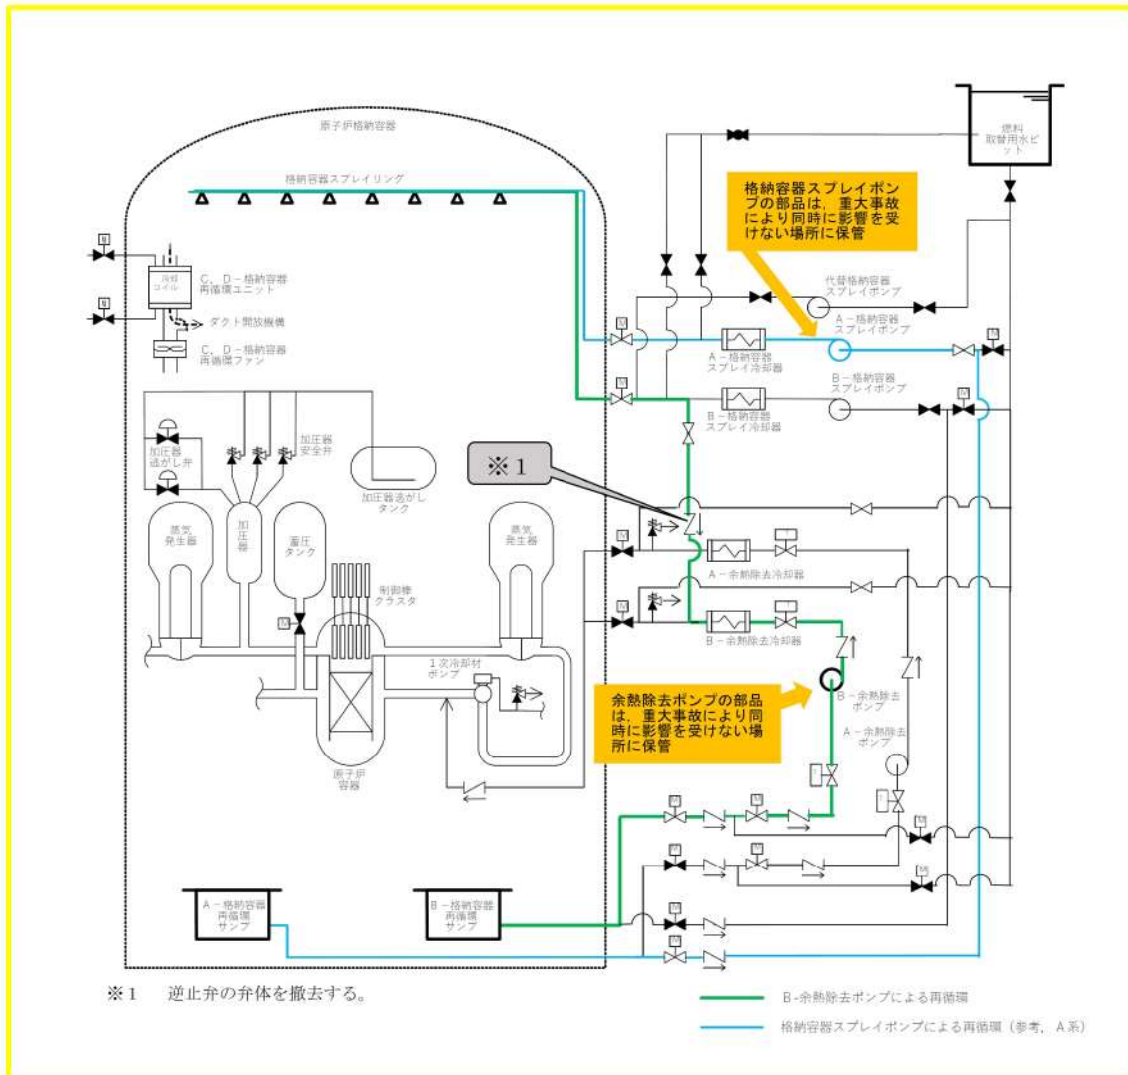 原子炉格納容器
格納容器スプレイリング
燃料
取替用水ピ
ット
格納容器スプレイポン
プの部品は，重大事故
により同時に影響を受
けない場所に保管
M
冷却
コイル
C，D－格納容器
再循環ユニット
M
ダクト開放機構
C，D－格納容器
再循環ファン
代替格納容器
スプレイポンプ
A－格納容器
スプレイポンプ
M
M
A－格納容器
スプレイ冷却器
B－格納容器
スプレイポンプ
M
M
B－格納容器
スプレイ冷却器
加圧器
逃がし弁
加圧器
安全弁
加圧器逃がし
タンク
※１
蒸気
発生器
加
圧
器
蓄圧
タンク
蒸気
発生器
M
A－余熱除去冷却器
制御棒
クラスタ
M
M
B－余熱除去冷却器
１次冷却材
ポンプ
余熱除去ポンプの部品
は，重大事故により同
時に影響を受けない場
所に保管
B－余熱除去
ポンプ
A－余熱除去
ポンプ
原子炉
容器
M
M
M
M
M
M
A－格納容器
再循環
サンプ
B－格納容器
再循環
サンプ
M
M
※１　逆止弁の弁体を撤去する。
B-余熱除去ポンプによる再循環
格納容器スプレイポンプによる再循環（参考，A系）